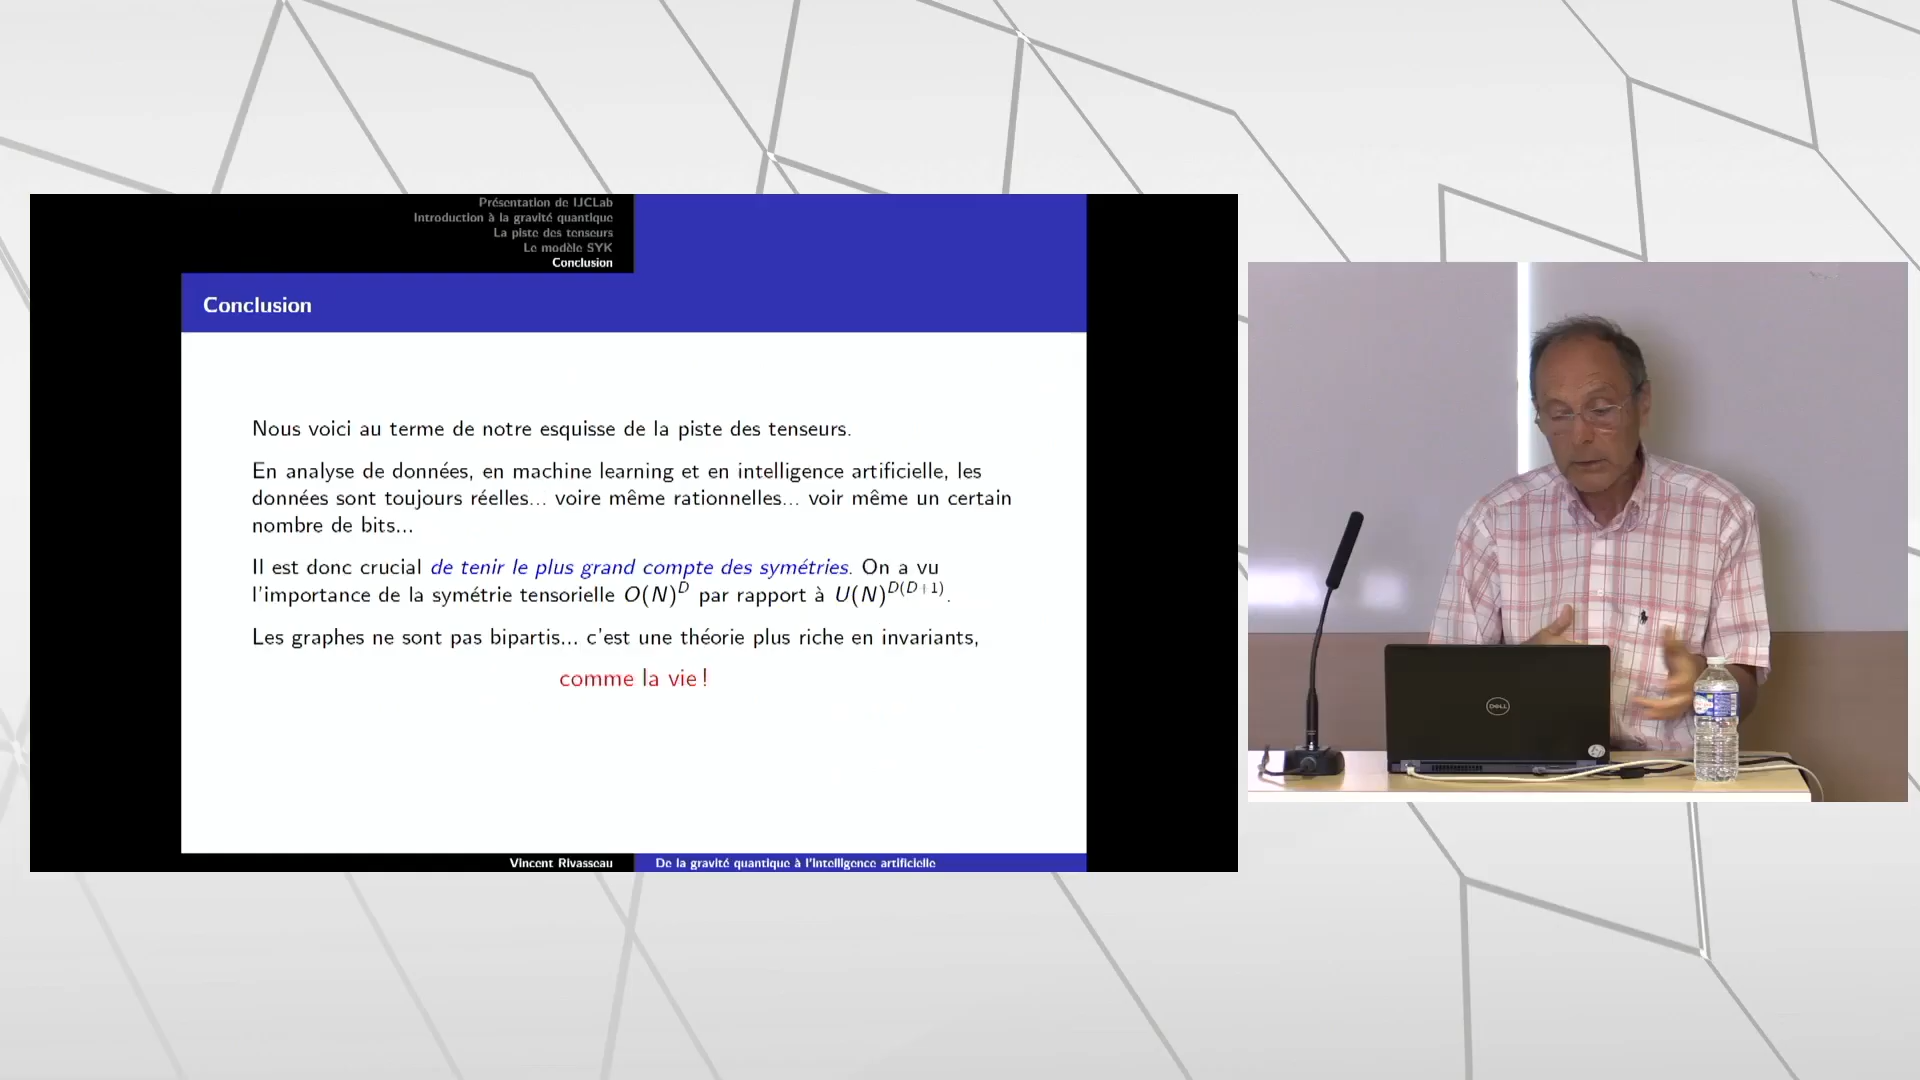 Présentation de IJCLab
Introduction à la gravité quantique
La piste des tenseurs
Le modèle SYK
Conclusion
Conclusion
Nous voici au terme de notre esquisse de la piste des tenseurs.
En analyse de données, en machine learning et en intelligence artificielle, les
données sont toujours réelles... voire même rationnelles... voir même un certain
nombre de bits...
Il est donc crucial de tenir le plus grand compte des symétries. On a vu
l'importance de la symétrie tensorielle O(N)^D par rapport à U(N)^{D(D+1)}.
Les graphes ne sont pas bipartis... c'est une théorie plus riche en invariants,
comme la vie !
Vincent Rivasseau
De la gravité quantique à l'intelligence artificielle
DELL